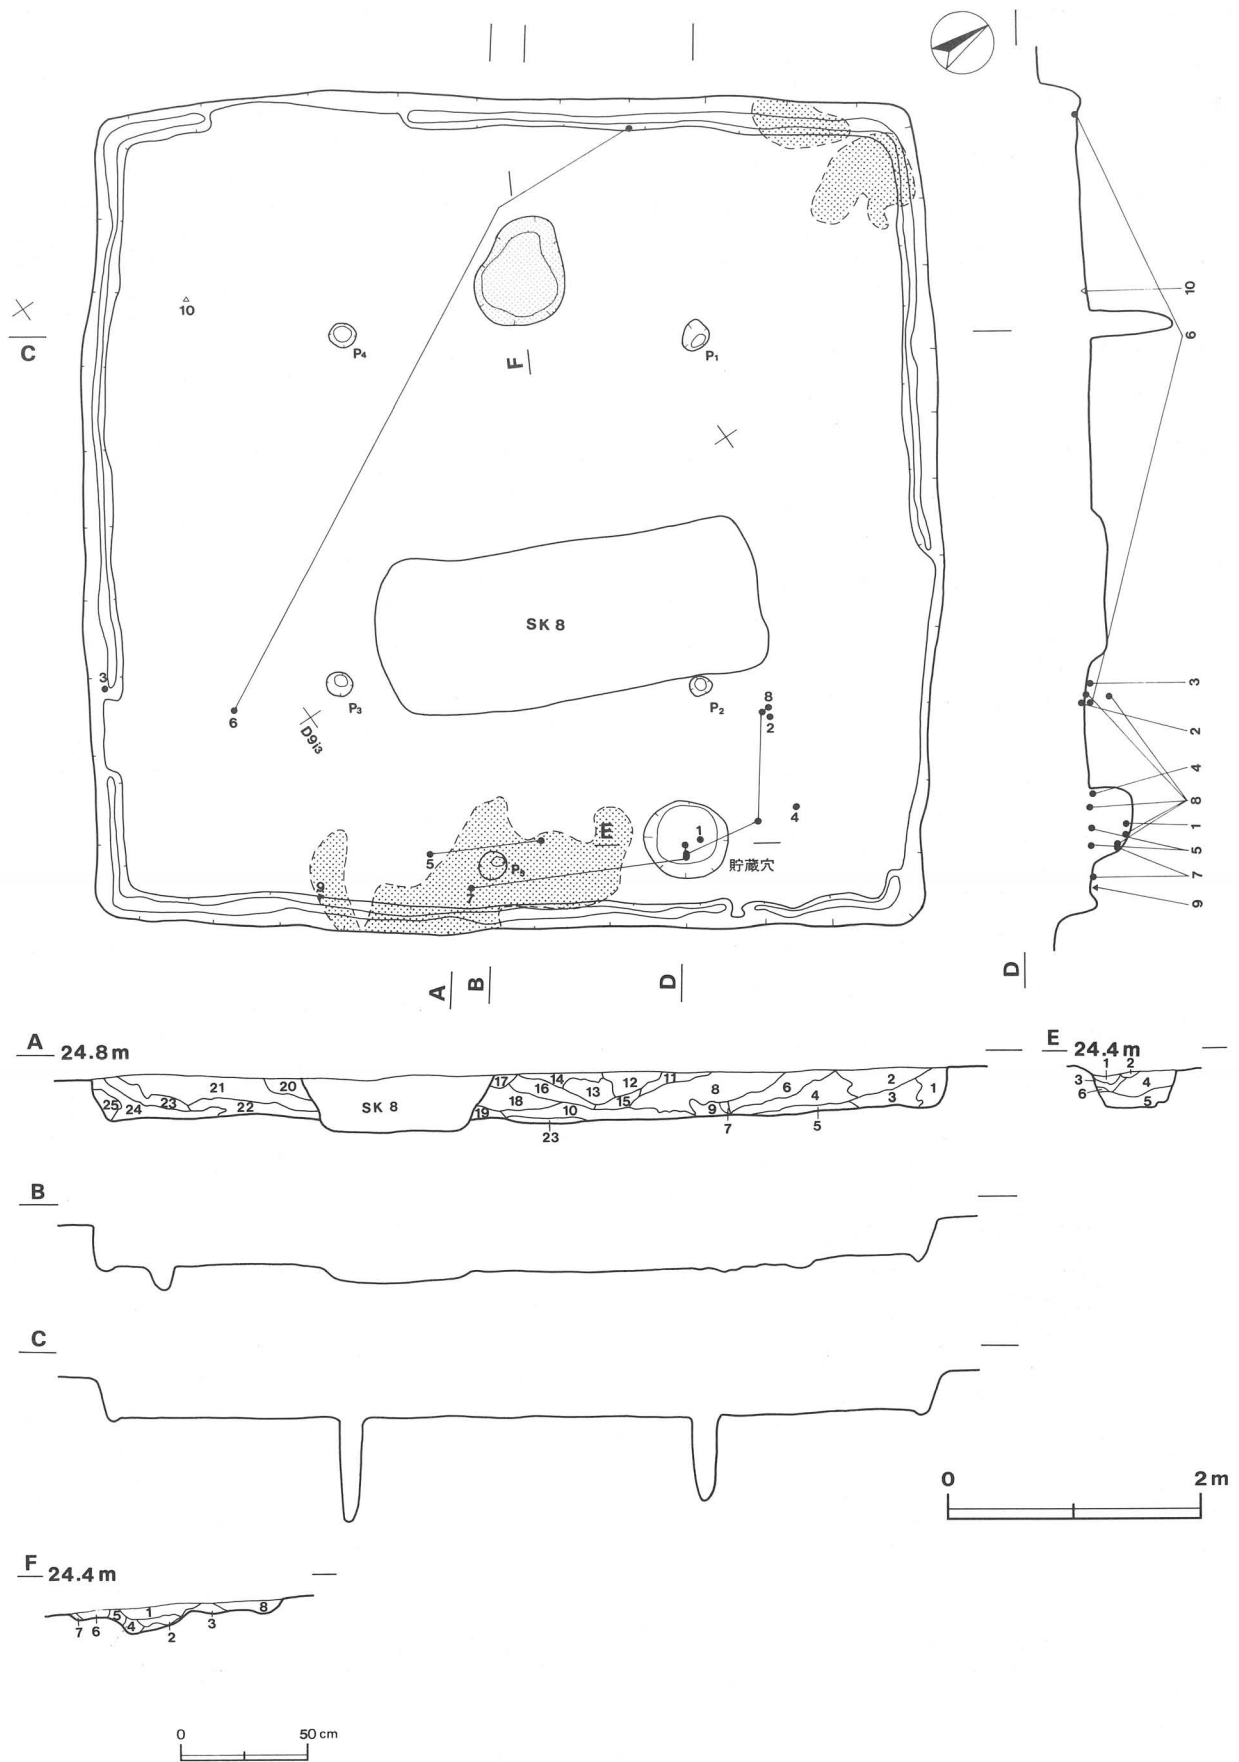 10
C
P4
F
P1
SK 8
3
6
P3
D9i3
P2
8
2
4
E
1
貯蔵穴
5
P5
7
9
A
B
D
10
6
3
2
4
8
1
5
7
9
D
A 24.8 m
21 20 17 14 16 13 12 11 8 6 2 1
25 24 23 22 SK 8 19 18 10 15 9 4 3
23 7 5
E 24.4 m
1 2
3 4
6 5
B
C
0 2 m
F 24.4 m
5 1 8
7 6 4 2 3
0 50 cm